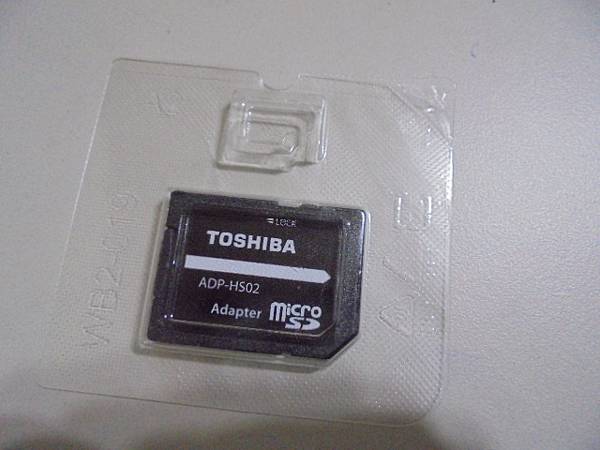 LOCK
TOSHIBA
ADP-HS02
Adapter
micro
SD
WB2-019